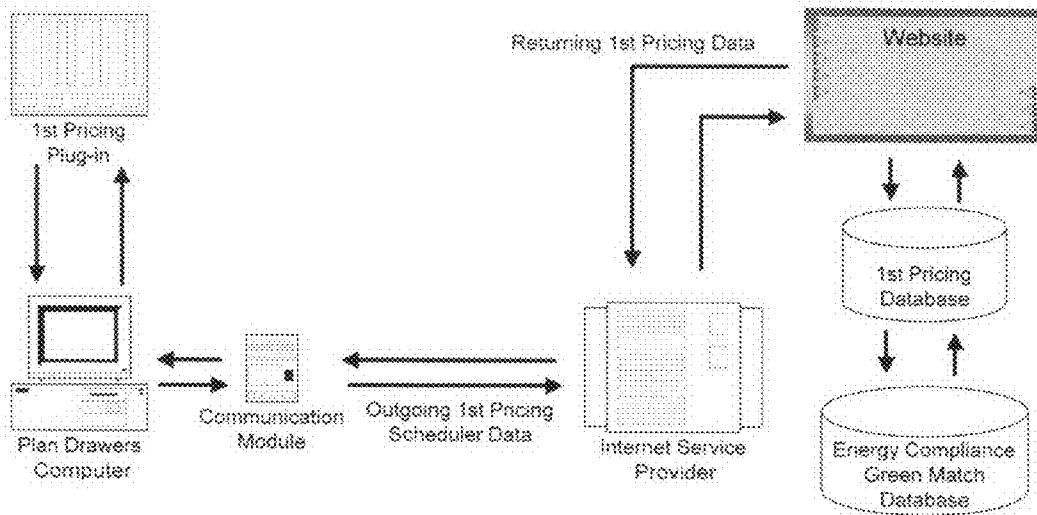 Returning 1st Pricing Data
Website
1st Pricing
Plug-in
1st Pricing
Database
Plan Drawers
Computer
Communication
Module
Outgoing 1st Pricing
Scheduler Data
Internet Service
Provider
Energy Compliance
Green Match
Database